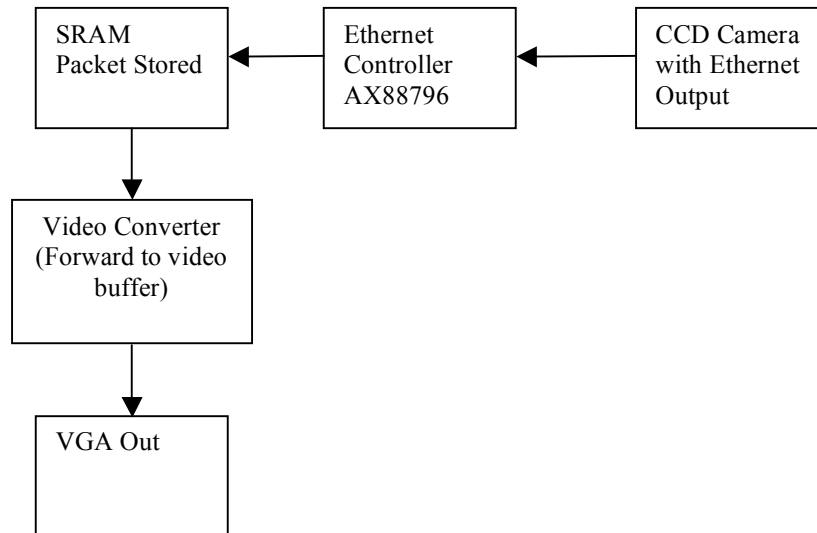 SRAM
Packet Stored
Ethernet
Controller
AX88796
CCD Camera
with Ethernet
Output
Video Converter
(Forward to video
buffer)
VGA Out